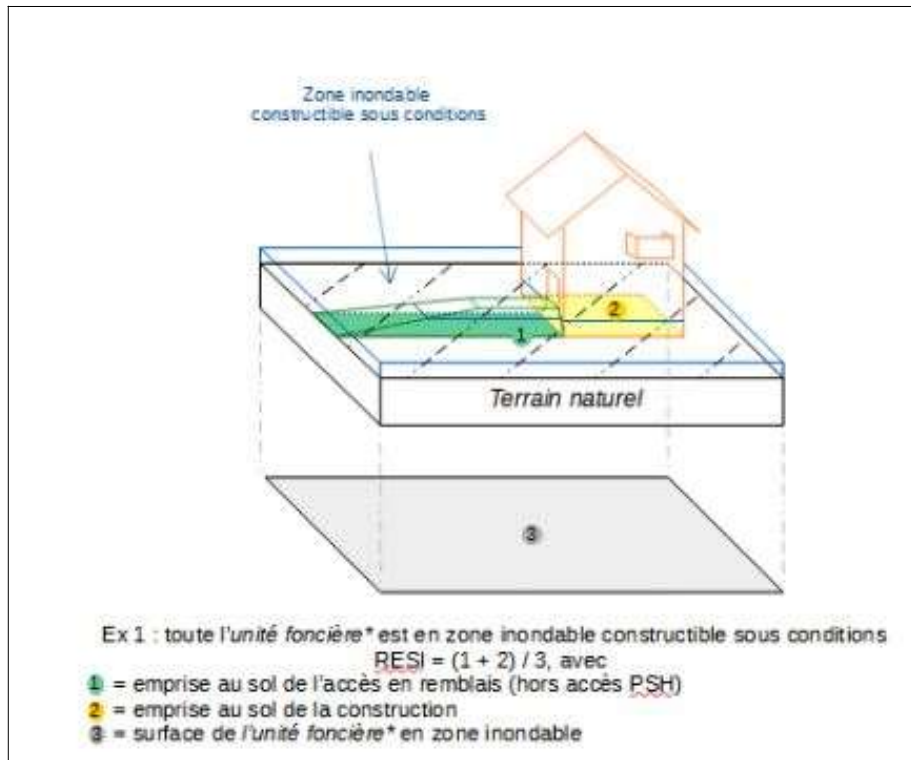 Zone inondable
constructible sous conditions
2
1
Terrain naturel
3
Ex 1 : toute l'unité foncière* est en zone inondable constructible sous conditions
RESI = (1 + 2) / 3, avec
1 = emprise au sol de l'accès en remblais (hors accès PSH)
2 = emprise au sol de la construction
3 = surface de l'unité foncière* en zone inondable